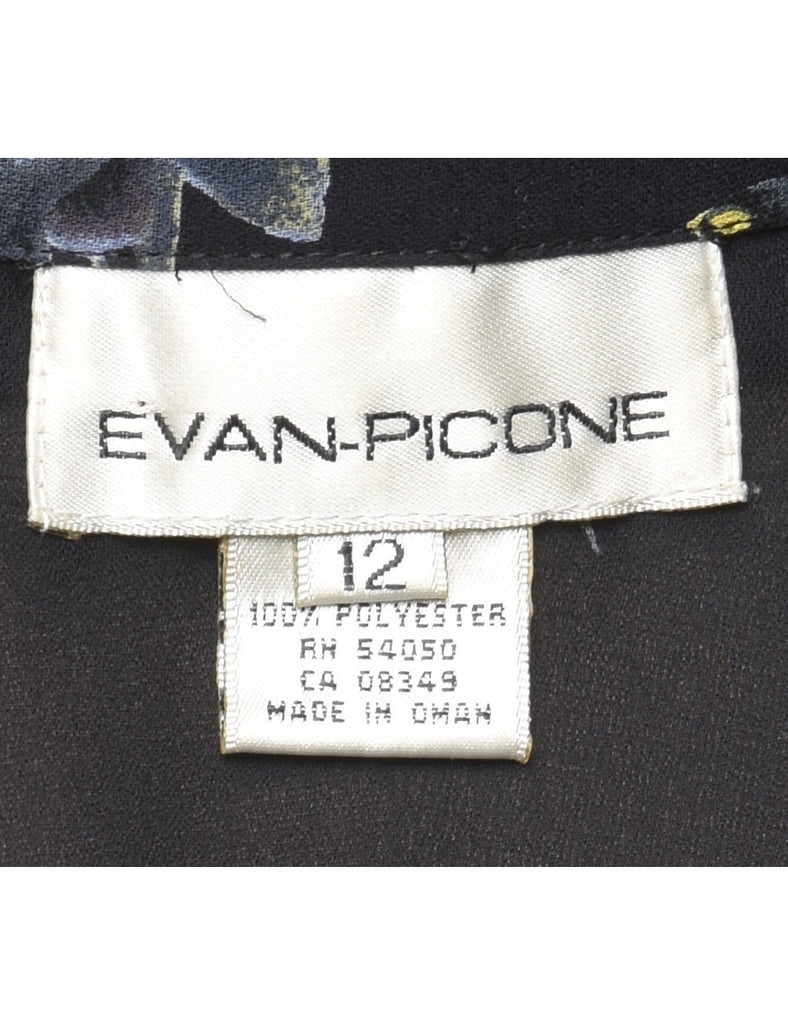 EVAN-PICONE
12
100% POLYESTER
RN 54050
CA 08349
MADE IN OMAN